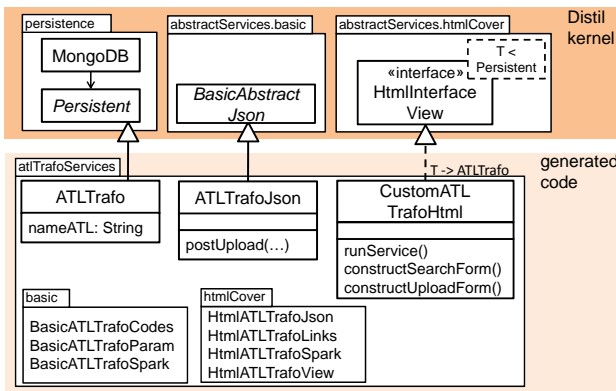 persistence
abstractServices.basic
abstractServices.htmlCover
Distil
kernel
MongoDB
Persistent
BasicAbstract
Json
T <
Persistent
«interface»
HtmlInterface
View
atlTrafoServices
T -> ATLTrafo
generated
code
ATLTrafo
nameATL: String
ATLTrafoJson
postUpload(…)
CustomATL
TrafoHtml
runService()
constructSearchForm()
constructUploadForm()
basic
BasicATLTrafoCodes
BasicATLTrafoParam
BasicATLTrafoSpark
htmlCover
HtmlATLTrafoJson
HtmlATLTrafoLinks
HtmlATLTrafoSpark
HtmlATLTrafoView